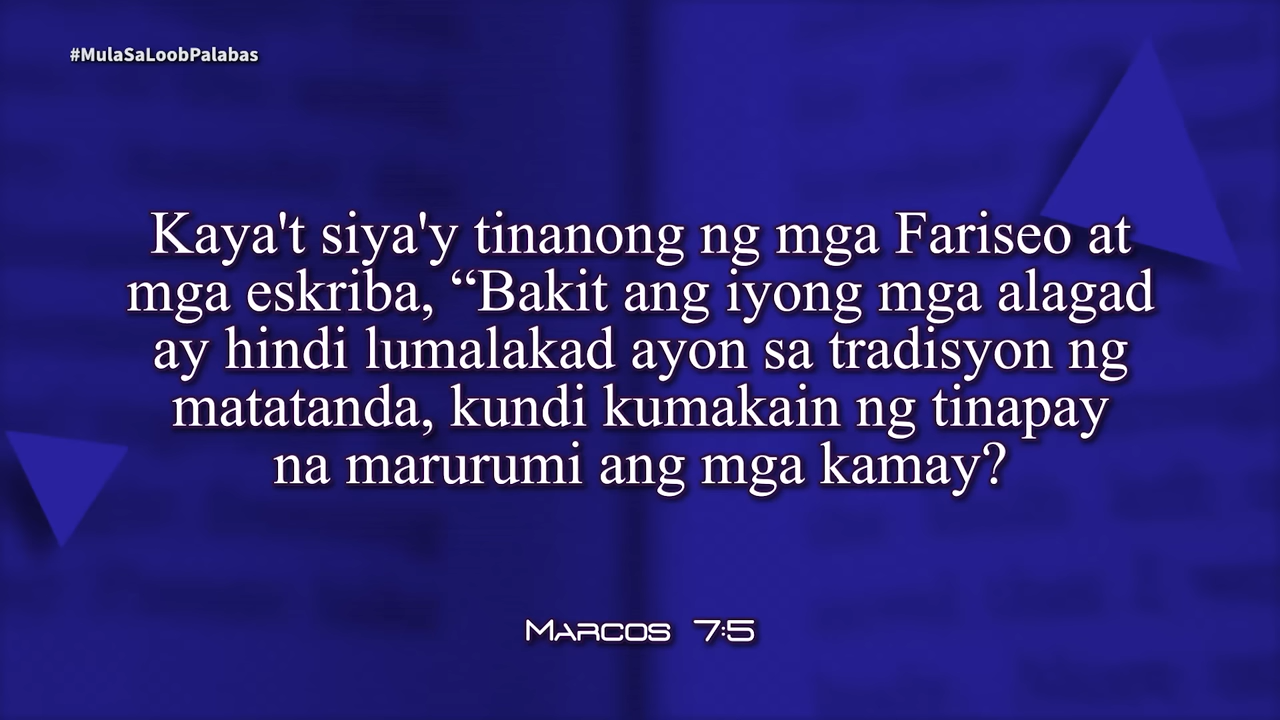 #MulaSaLoobPalabas
Kaya't siya'y tinanong ng mga Fariseo at
mga eskriba, “Bakit ang iyong mga alagad
ay hindi lumalakad ayon sa tradisyon ng
matatanda, kundi kumakain ng tinapay
na marurumi ang mga kamay?
Marcos 7:5